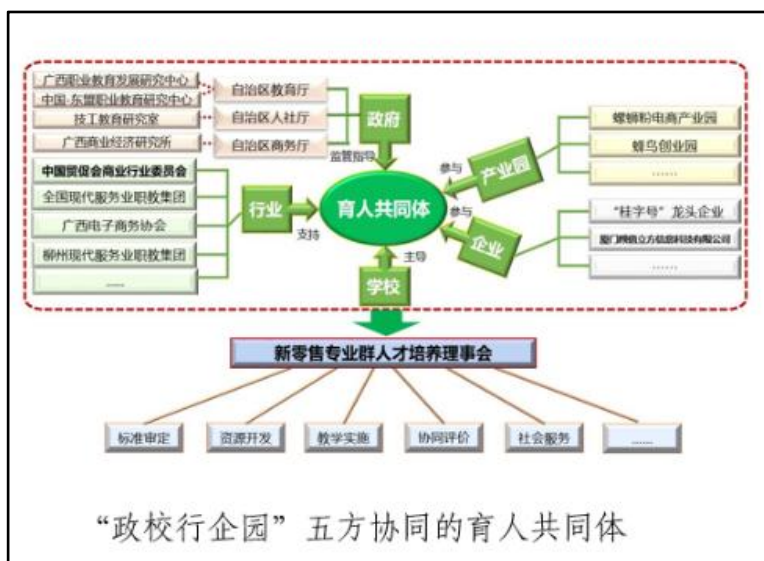 广西职业教育发展研究中心
中国-东盟职业教育研究中心
技工教育研究室
广西商业经济研究所
自治区教育厅
自治区人社厅
自治区商务厅
政府
监管指导
中国贸促会商业行业委员会
全国现代服务业职教集团
广西电子商务协会
柳州现代服务业职教集团
......
行业
支持
育人共同体
参与
产业园
螺蛳粉电商产业园
蜂鸟创业园
......
参与
企业
“桂字号”龙头企业
信息科技有限公司
......
主导
学校
新零售专业群人才培养理事会
标准审定
资源开发
教学实施
协同评价
社会服务
......
“政校行企园”五方协同的育人共同体